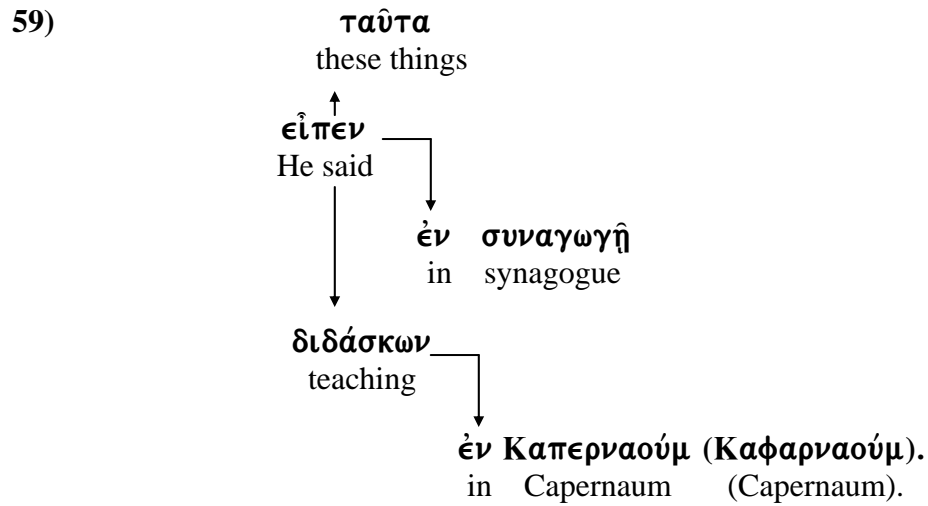 59) ταῦτα
these things
εἶπεν
He said
ἐν συναγωγῇ
in synagogue
διδάσκων
teaching
ἐν Καπερναούμ (Καφαρναούμ).
in Capernaum (Capernaum).